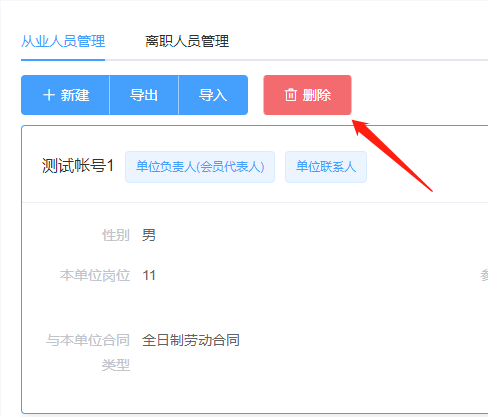 从业人员管理 离职人员管理
新建 导出 导入 删除
测试帐号1 单位负责人(会员代表人) 单位联系人
性别 男
本单位岗位 11
与本单位合同 全日制劳动合同
类型